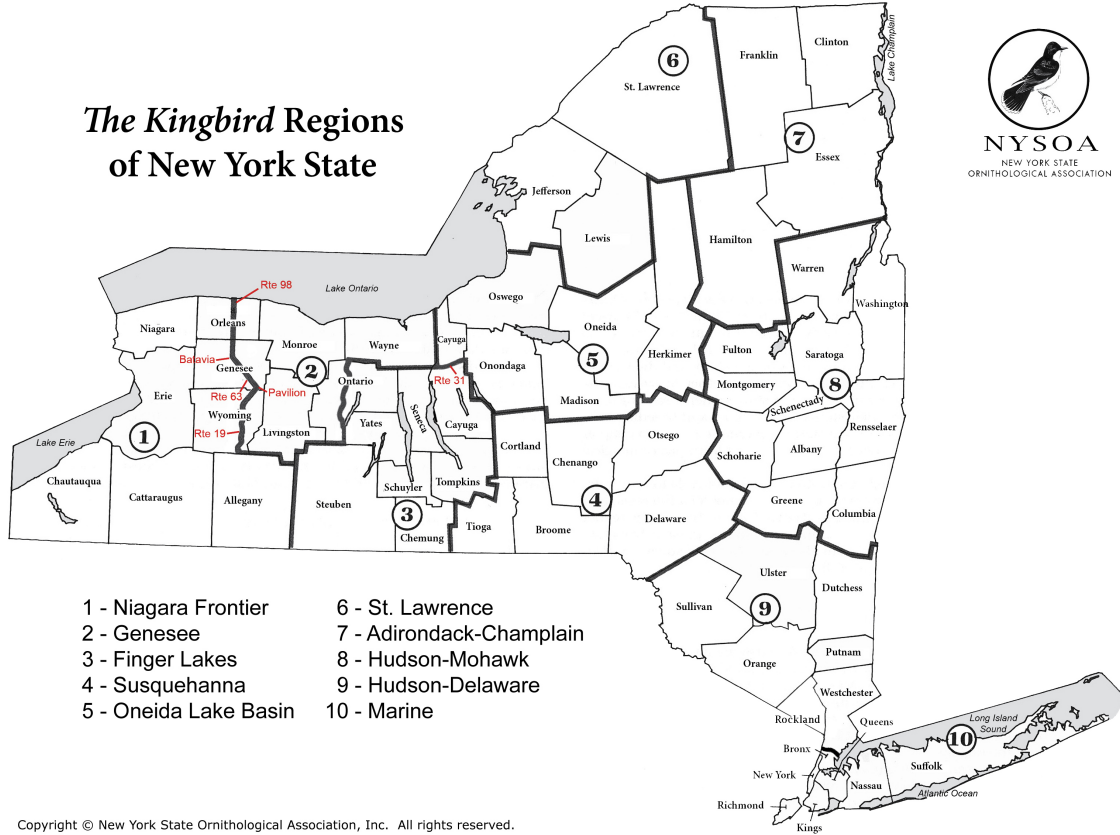 The Kingbird Regions
of New York State
NYSOA
NEW YORK STATE
ORNITHOLOGICAL ASSOCIATION
6
St. Lawrence
Franklin
Clinton
Lake Champlain
7
Essex
Jefferson
Lewis
Hamilton
Warren
Washington
Rte 98
Lake Ontario
Oswego
Niagara
Orleans
Monroe
Wayne
Cayuga
Oneida
Herkimer
Fulton
Saratoga
Batavia
Genesee
2
Ontario
Onondaga
5
Rte 31
Montgomery
8
Erie
Rte 63
Pavilion
Madison
Schenectady
Wyoming
Yates
Seneca
Cayuga
Rensselaer
Rte 19
Livingston
Otsego
Lake Erie
1
Cortland
Schoharie
Albany
Chenango
Chautauqua
Cattaraugus
Allegany
Steuben
Schuyler
Tompkins
4
Greene
Columbia
3
Chemung
Tioga
Broome
Delaware
Ulster
Dutchess
Sullivan
9
Putnam
Orange
Westchester
Rockland
Queens
Long Island
Sound
10
Bronx
Suffolk
New York
Nassau
Atlantic Ocean
Richmond
Kings
1 - Niagara Frontier
2 - Genesee
3 - Finger Lakes
4 - Susquehanna
5 - Oneida Lake Basin
6 - St. Lawrence
7 - Adirondack-Champlain
8 - Hudson-Mohawk
9 - Hudson-Delaware
10 - Marine
Copyright © New York State Ornithological Association, Inc. All rights reserved.